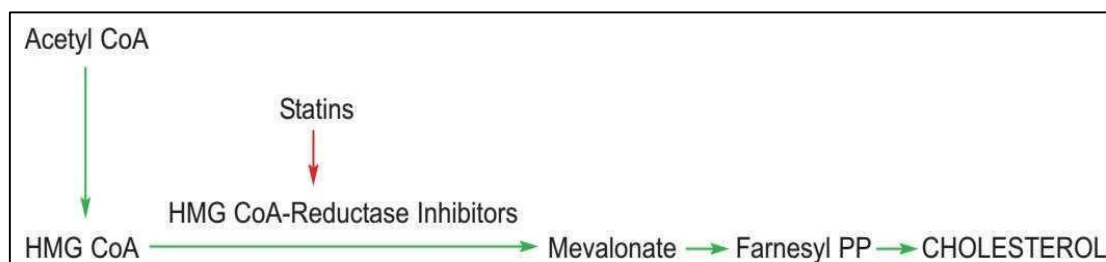 Acetyl CoA
Statins
HMG CoA-Reductase Inhibitors
HMG CoA
Mevalonate
Farnesyl PP
CHOLESTEROL